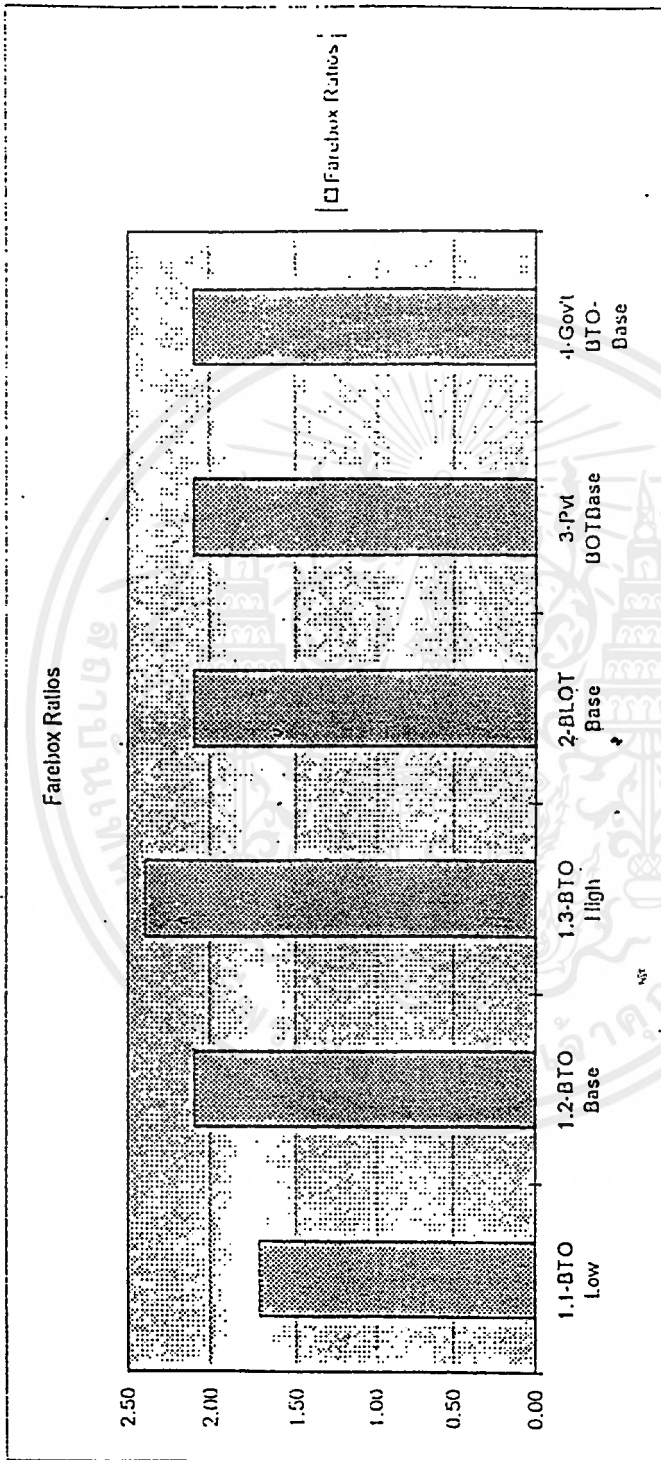 Farebox Ratios
2.50
2.00
1.50
1.00
0.50
0.00
1.1-BTO
Low
1.2-BTO
Base
1.3-BTO
High
2-BLOT
Base
3-Pvt
BOTBase
4-Gov't
BTO-
Base
Farebox Ratios